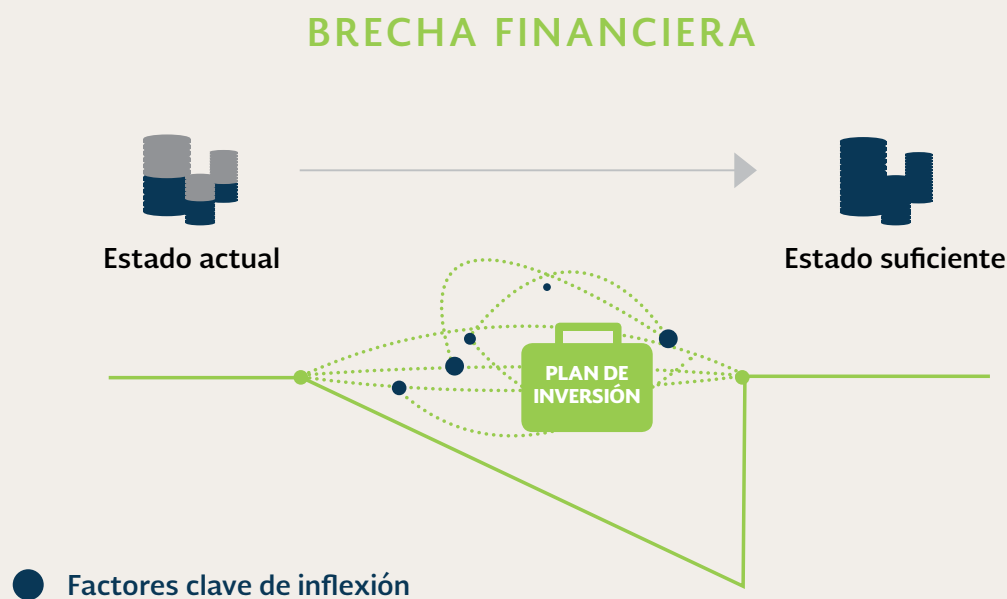 BRECHA FINANCIERA
Estado actual
Estado suficiente
PLAN DE
INVERSIÓN
Factores clave de inflexión